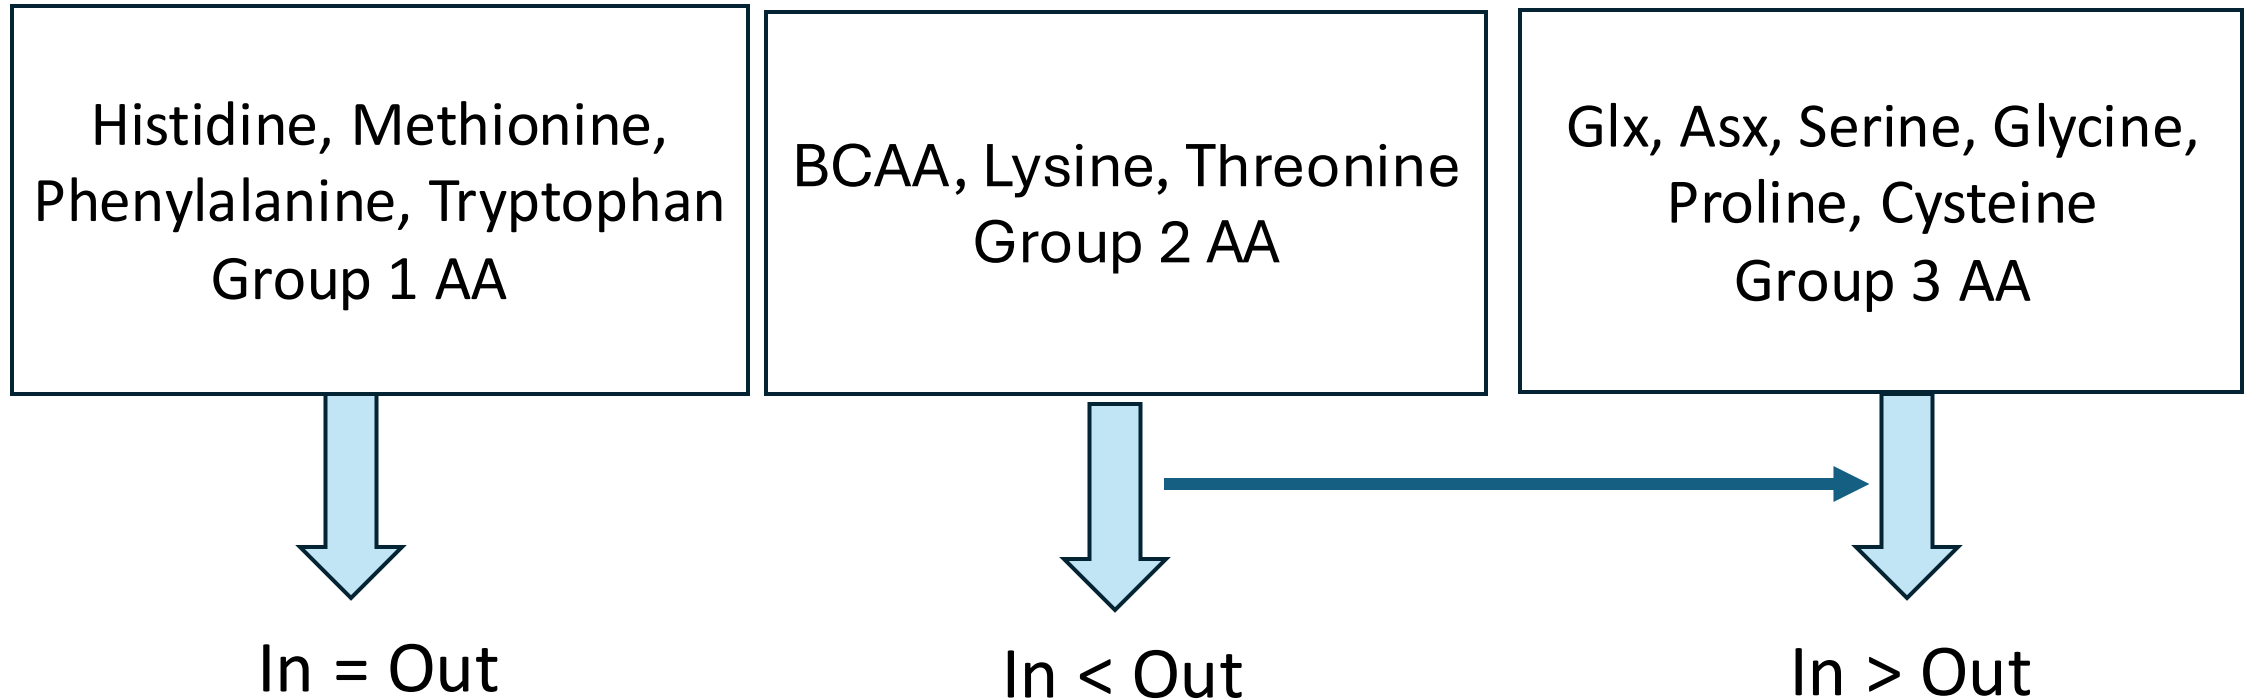 Histidine, Methionine,
Phenylalanine, Tryptophan
Group 1 AA
BCAA, Lysine, Threonine
Group 2 AA
Glx, Asx, Serine, Glycine,
Proline, Cysteine
Group 3 AA
In = Out
In < Out
In > Out